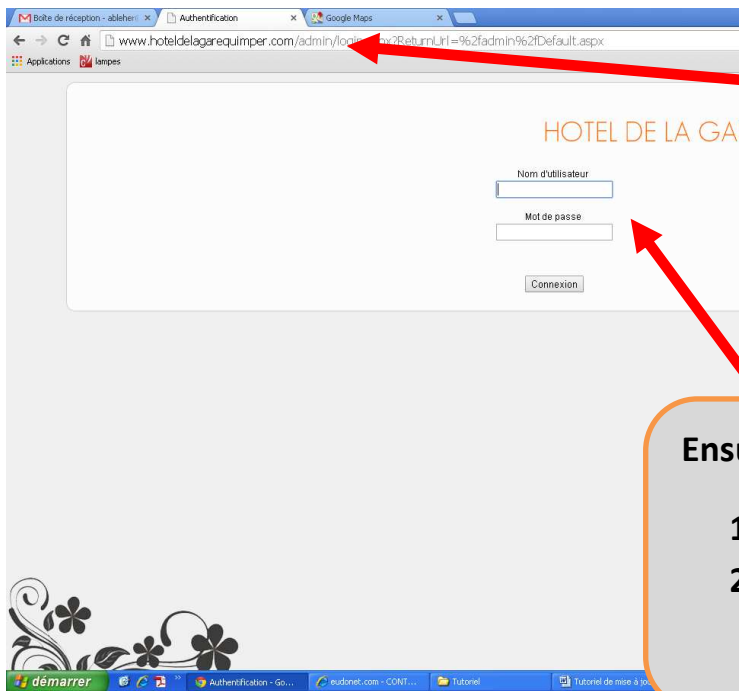 Boîte de réception - ableher
Authentification
Google Maps
www.hoteldelagarequimper.com/admin/login ReturnUrl=%2fadmin%2fDefault.aspx
Applications
lampes
HOTEL DE LA GA
Nom d'utilisateur
Mot de passe
Connexion
Ensu
1
2
démarrer
Authentification - Go...
eudonet.com - CONT...
Tutoriel
Tutoriel de mise à jo